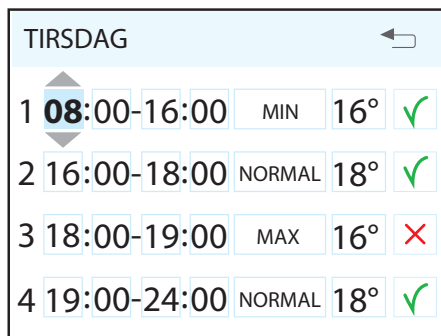 TIRSDAG
1 08:00-16:00 MIN 16°
2 16:00-18:00 NORMAL 18°
3 18:00-19:00 MAX 16°
4 19:00-24:00 NORMAL 18°